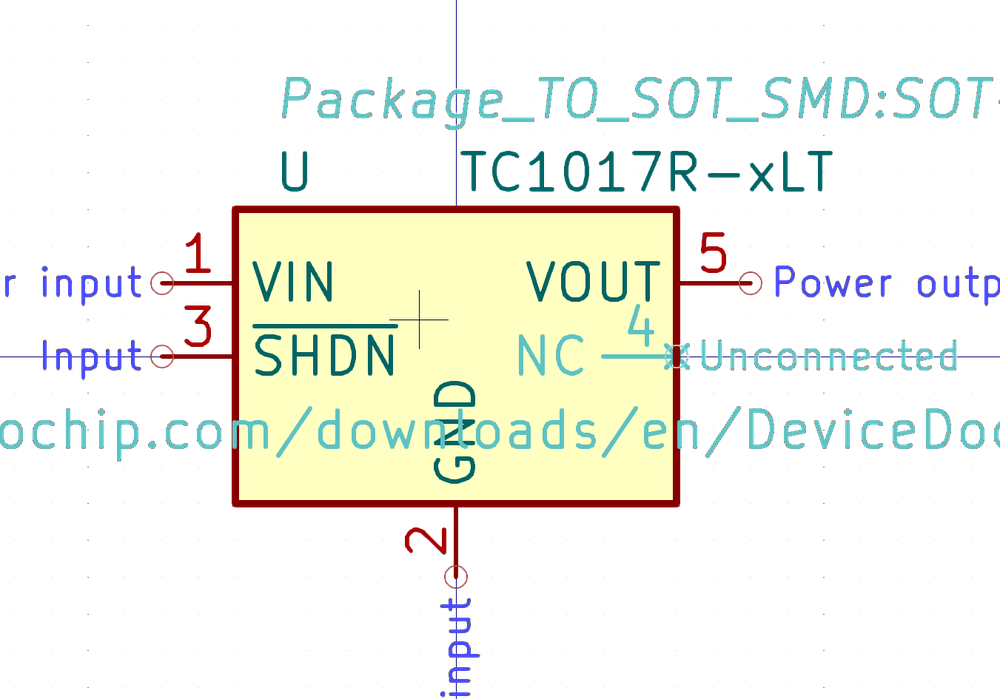 Package_TO_SOT_SMD:SOT-
U TC1017R-xLT
1 5
r input VIN VOUT Power outp
3 4
Input SHDN NC Unconnected
ochip.com/downloads/en/DeviceDoc
GND
2
input